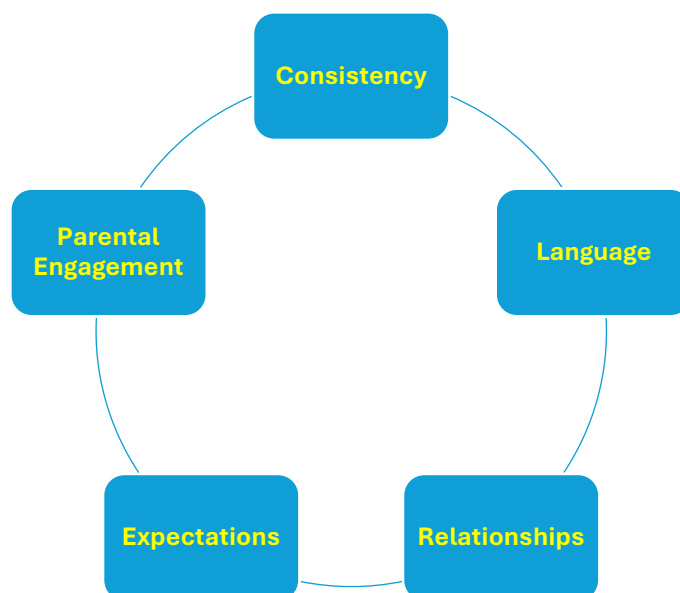 Consistency
Parental
Engagement
Language
Expectations
Relationships